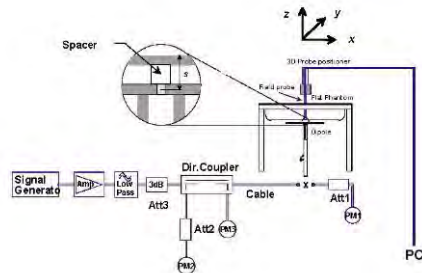 z
y
x
Spacer
s
3D Probe positioner
Field probe
Flat Phantom
Dipole
Signal
Generato
Amp
Low
Pass
3dB
Att3
Dir.Coupler
Cable
x
Att1
PM1
Att2
PM3
PM2
PC